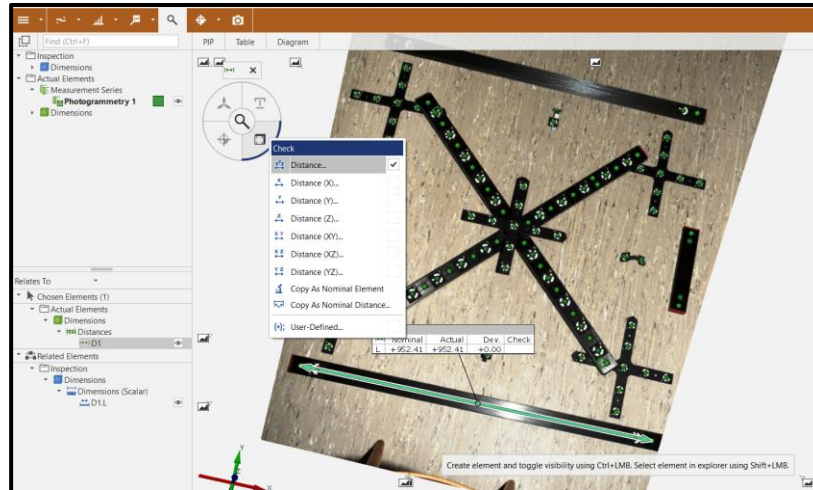 Find (Ctrl+F)
PIP
Table
Diagram
Inspection
Dimensions
Actual Elements
Measurement Series
Photogrammetry 1
Dimensions
Check
Distance...
Distance (X)...
Distance (Y)...
Distance (Z)...
Distance (XY)...
Distance (XZ)...
Distance (YZ)...
Copy As Nominal Element
Copy As Nominal Distance...
User-Defined...
Relates To
Chosen Elements (1)
Actual Elements
Dimensions
Distances
D1
Related Elements
Inspection
Dimensions
Dimensions (Scalar)
D1.L
Nominal Actual Dev. Check
L +952.41 +952.41 +0.00
Y
X
Create element and toggle visibility using Ctrl+LMB. Select element in explorer using Shift+LMB.